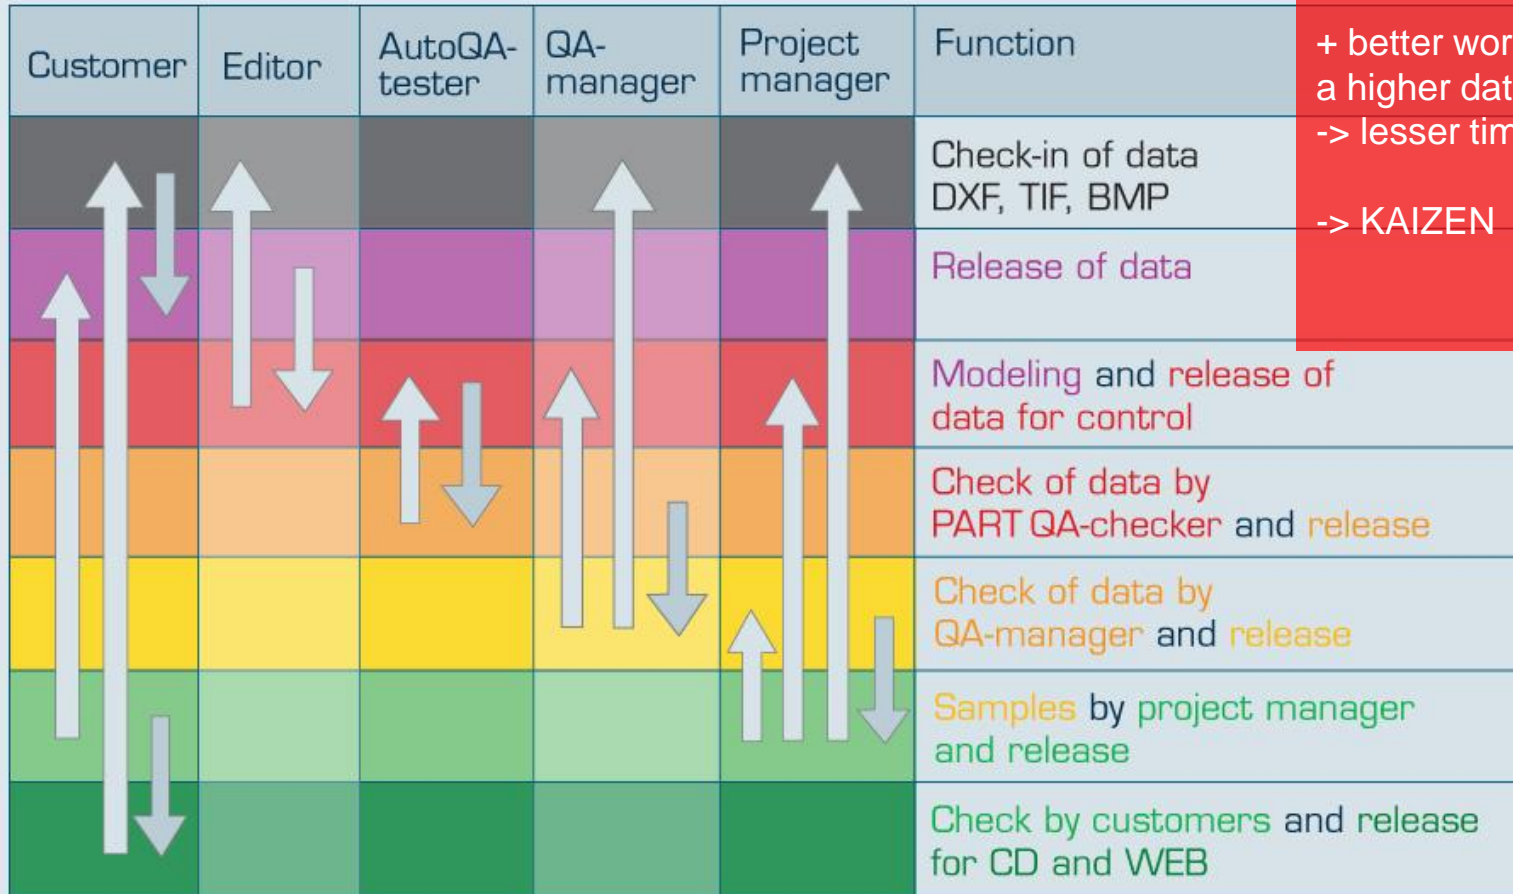 Customer
Editor
AutoQA-
tester
QA-
manager
Project
manager
Function
+ better wor
a higher dat
-> lesser tim
-> KAIZEN
Check-in of data
DXF, TIF, BMP
Release of data
Modeling and release of
data for control
Check of data by
PART QA-checker and release
Check of data by
QA-manager and release
Samples by project manager
and release
Check by customers and release
for CD and WEB